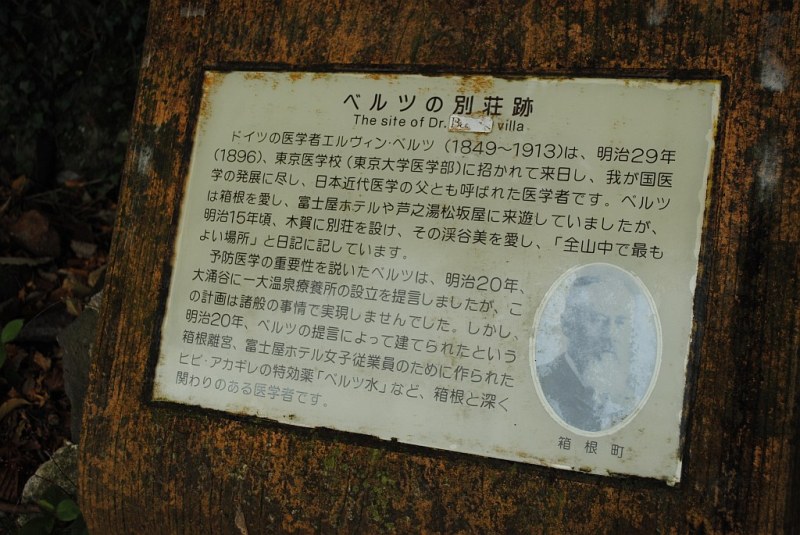 ベルツの別荘跡
The site of Dr. villa
ドイツの医学者エルヴィン・ベルツ(1849〜1913)は、明治29年
(1896)、東京医学校(東京大学医学部)に招かれて来日し、我が国医
学の発展に尽し、日本近代医学の父とも呼ばれた医学者です。ベルツ
は箱根を愛し、富士屋ホテルや芦之湯松坂屋に来遊していましたが、
明治15年頃、木賀に別荘を設け、その渓谷美を愛し、「全山中で最も
よい場所」と日記に記しています。
予防医学の重要性を説いたベルツは、明治20年、
大涌谷に一大温泉療養所の設立を提言しましたが、こ
の計画は諸般の事情で実現しませんでした。しかし、
明治20年、ベルツの提言によって建てられたという
箱根離宮、富士屋ホテル女子従業員のために作られた
ヒビ・アカギレの特効薬「ベルツ水」など、箱根と深く
関わりのある医学者です。
箱根町